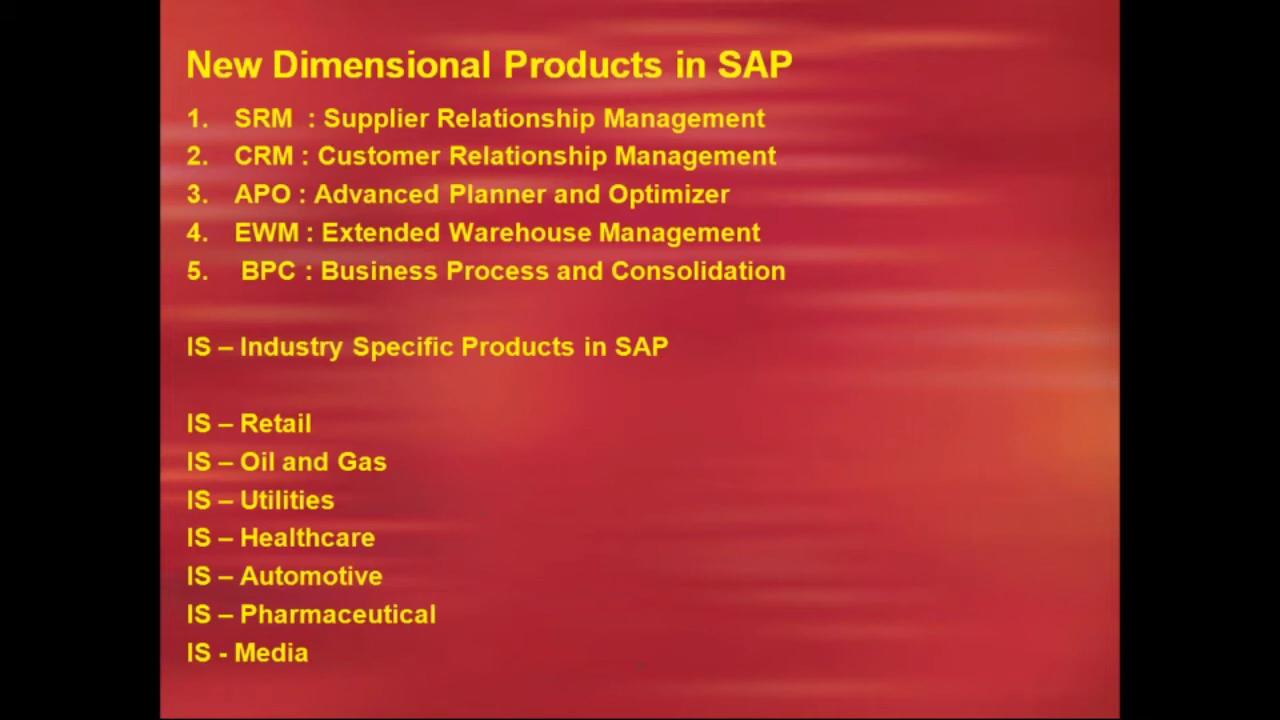 New Dimensional Products in SAP
1. SRM : Supplier Relationship Management
2. CRM : Customer Relationship Management
3. APO : Advanced Planner and Optimizer
4. EWM : Extended Warehouse Management
5. BPC : Business Process and Consolidation
IS – Industry Specific Products in SAP
IS – Retail
IS – Oil and Gas
IS – Utilities
IS – Healthcare
IS – Automotive
IS – Pharmaceutical
IS - Media